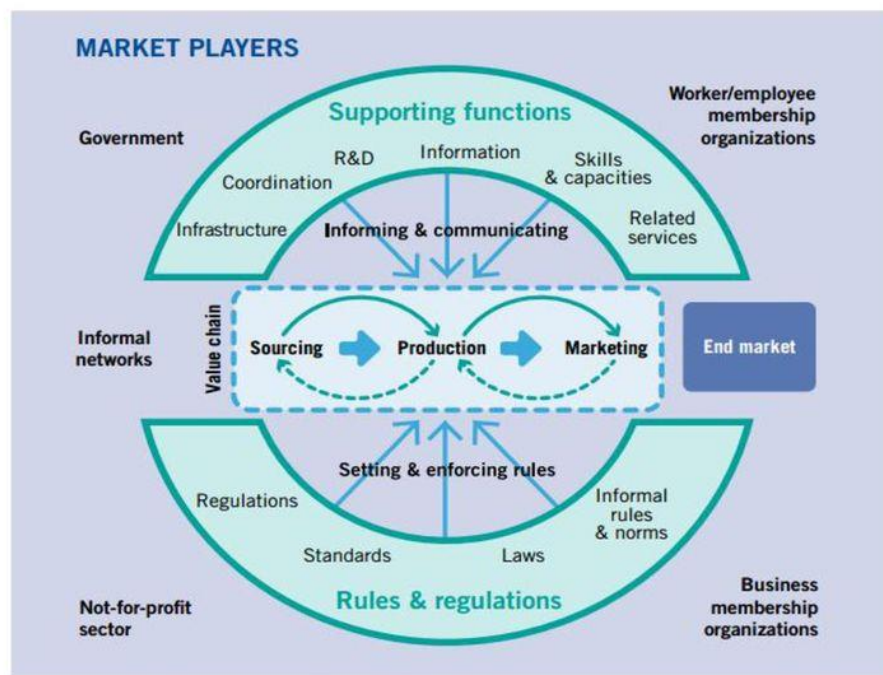 MARKET PLAYERS
Government
Worker/employee
membership
organizations
Supporting functions
Infrastructure
Coordination
R&D
Information
Skills
& capacities
Related
services
Informing & communicating
Informal
networks
Value chain
Sourcing
Production
Marketing
End market
Setting & enforcing rules
Regulations
Standards
Laws
Informal
rules
& norms
Rules & regulations
Not-for-profit
sector
Business
membership
organizations